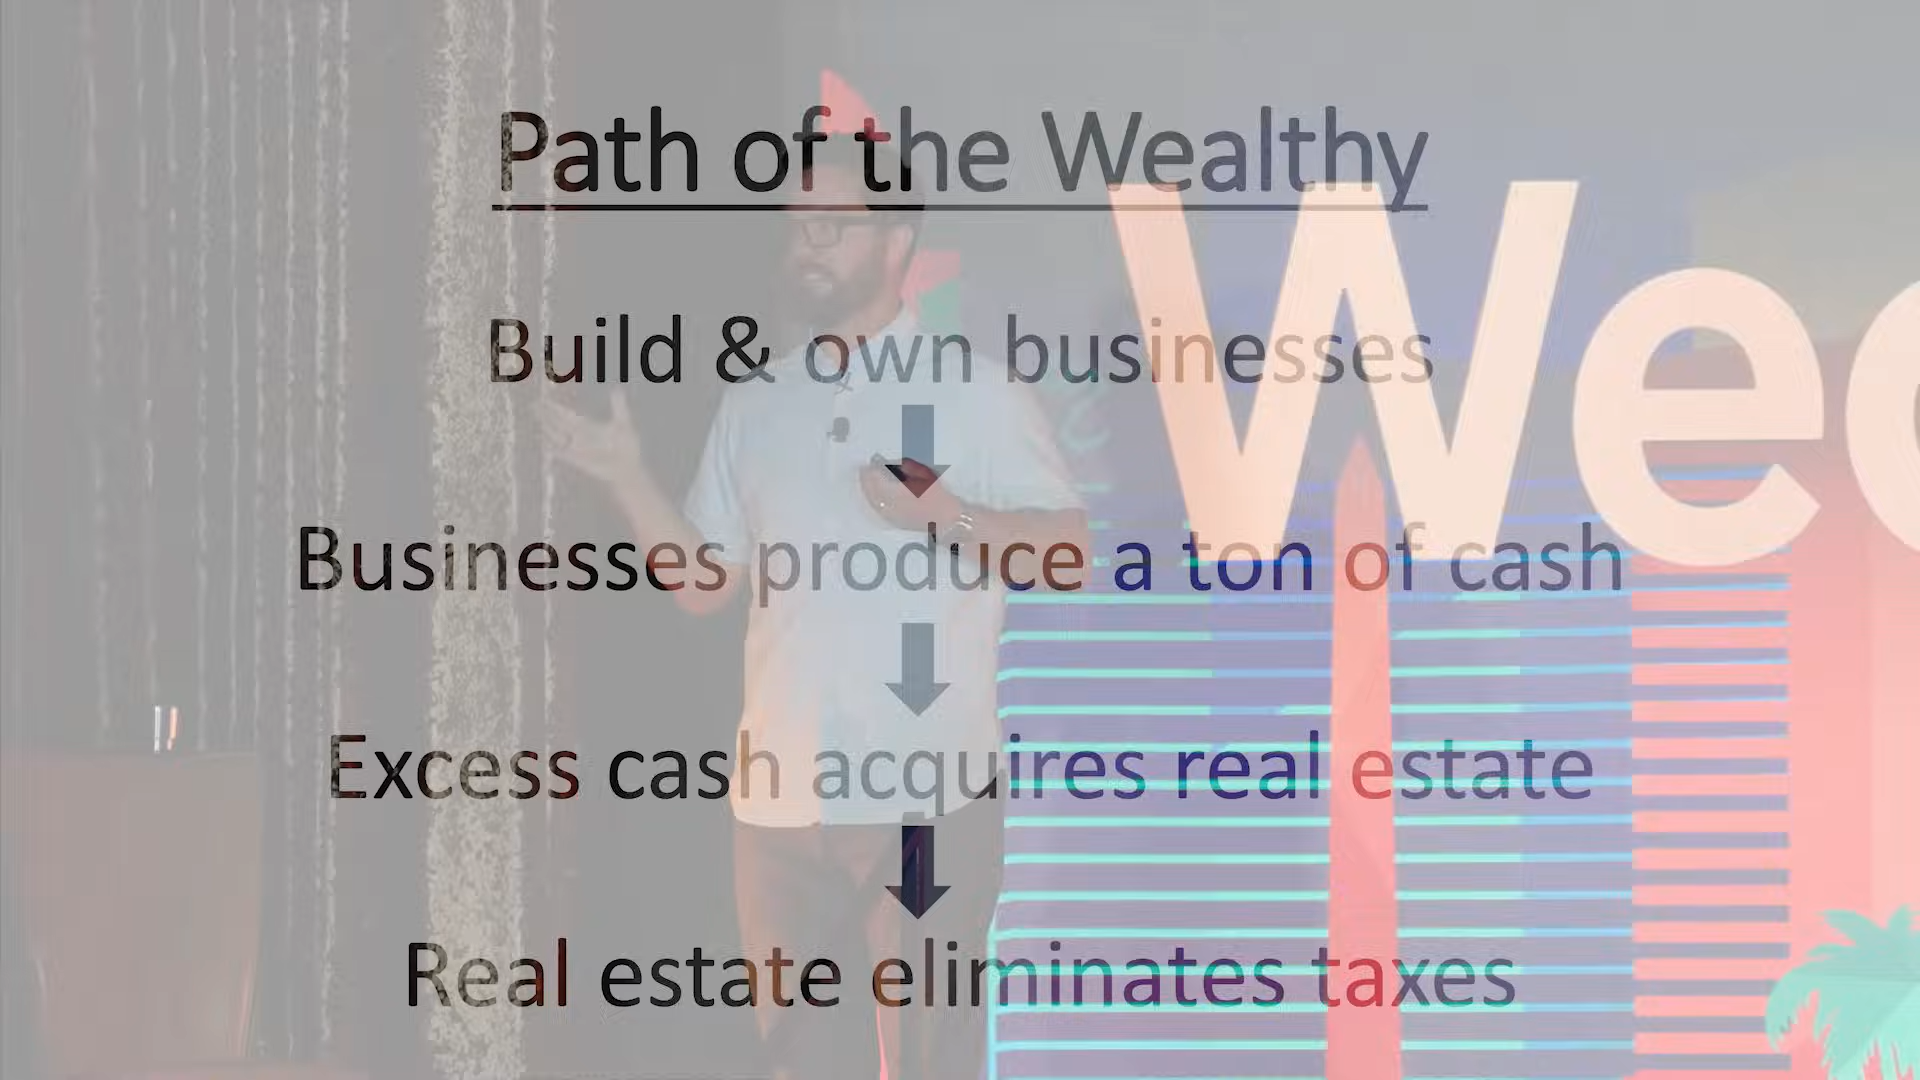 Path of the Wealthy
Build & own businesses
Businesses produce a ton of cash
Excess cash acquires real estate
Real estate eliminates taxes